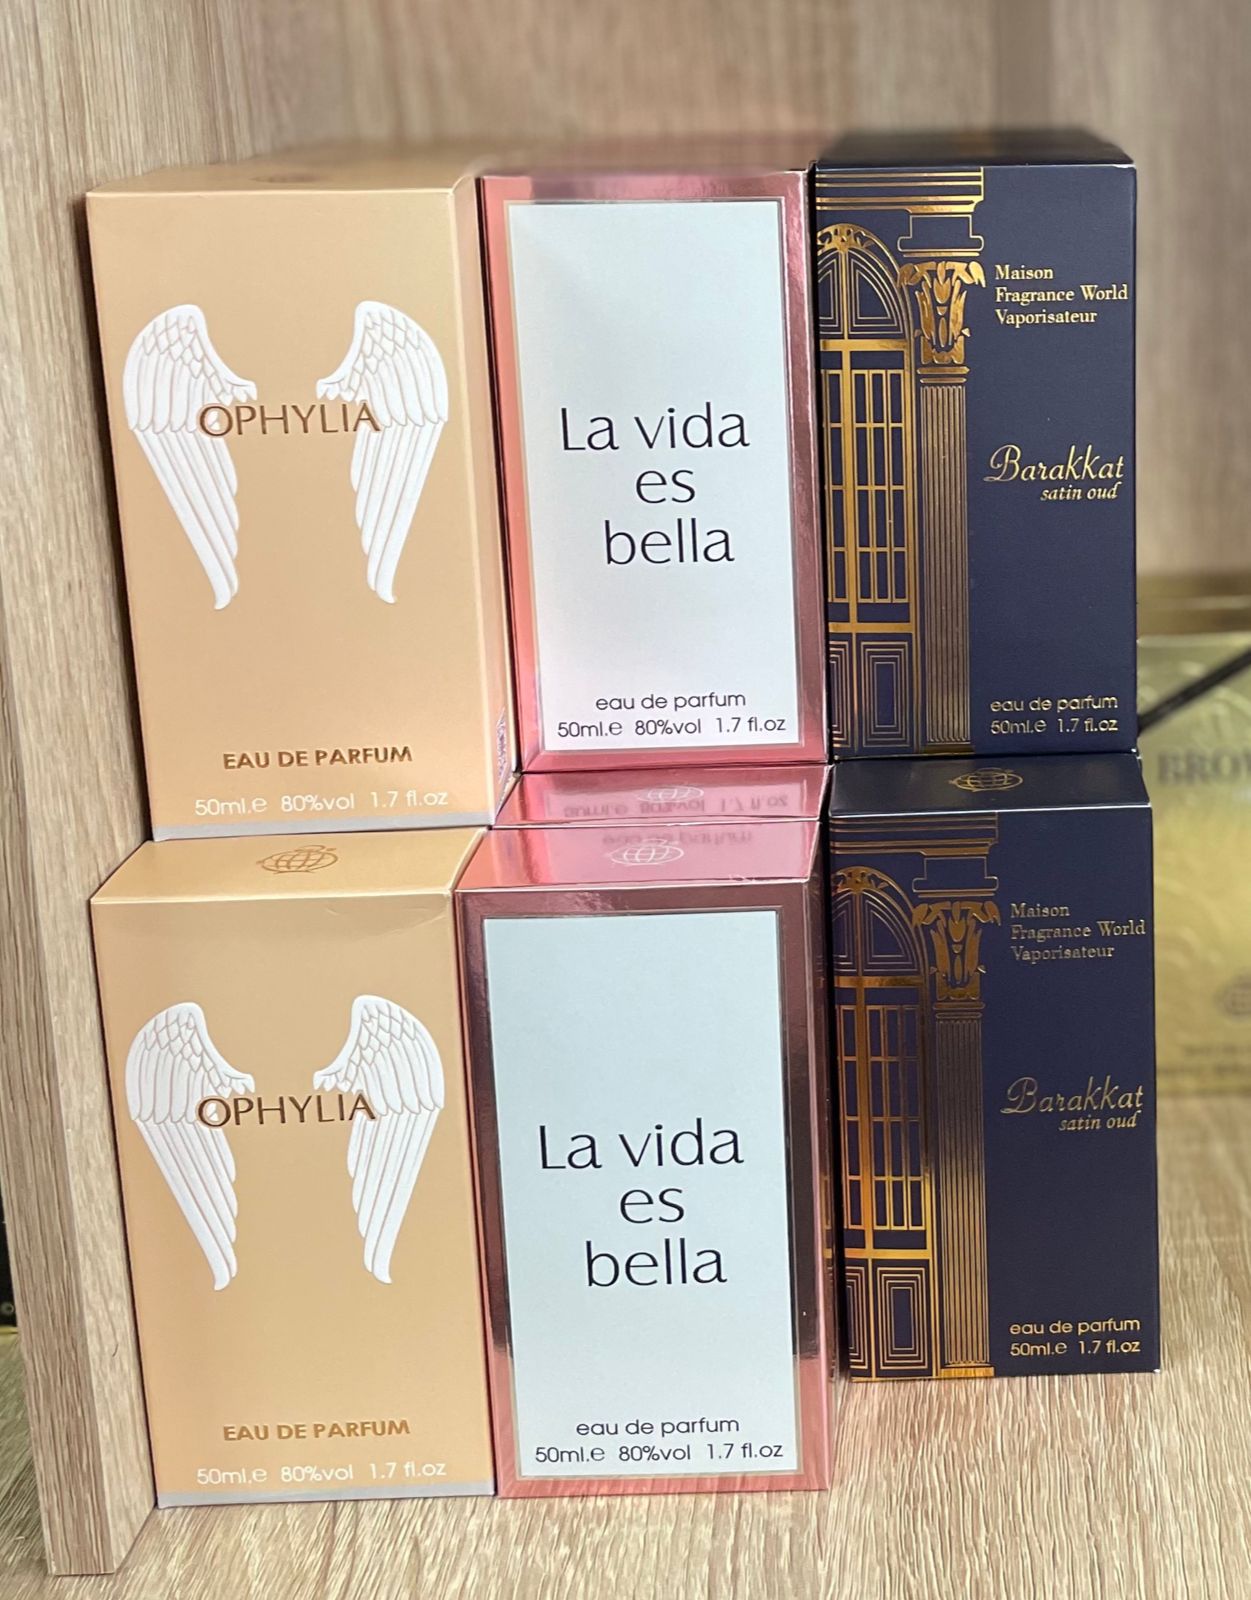 OPHYLIA
EAU DE PARFUM
50ml.e 80%vol 1.7 fl.oz
La vida
es
bella
eau de parfum
50ml.e 80%vol 1.7 fl.oz
Maison
Fragrance World
Vaporisateur
Barakkat
satin oud
eau de parfum
50ml.e 1.7 fl.oz
OPHYLIA
EAU DE PARFUM
50ml.e 80%vol 1.7 fl.oz
La vida
es
bella
eau de parfum
50ml.e 80%vol 1.7 fl.oz
Maison
Fragrance World
Vaporisateur
Barakkat
satin oud
eau de parfum
50ml.e 1.7 fl.oz